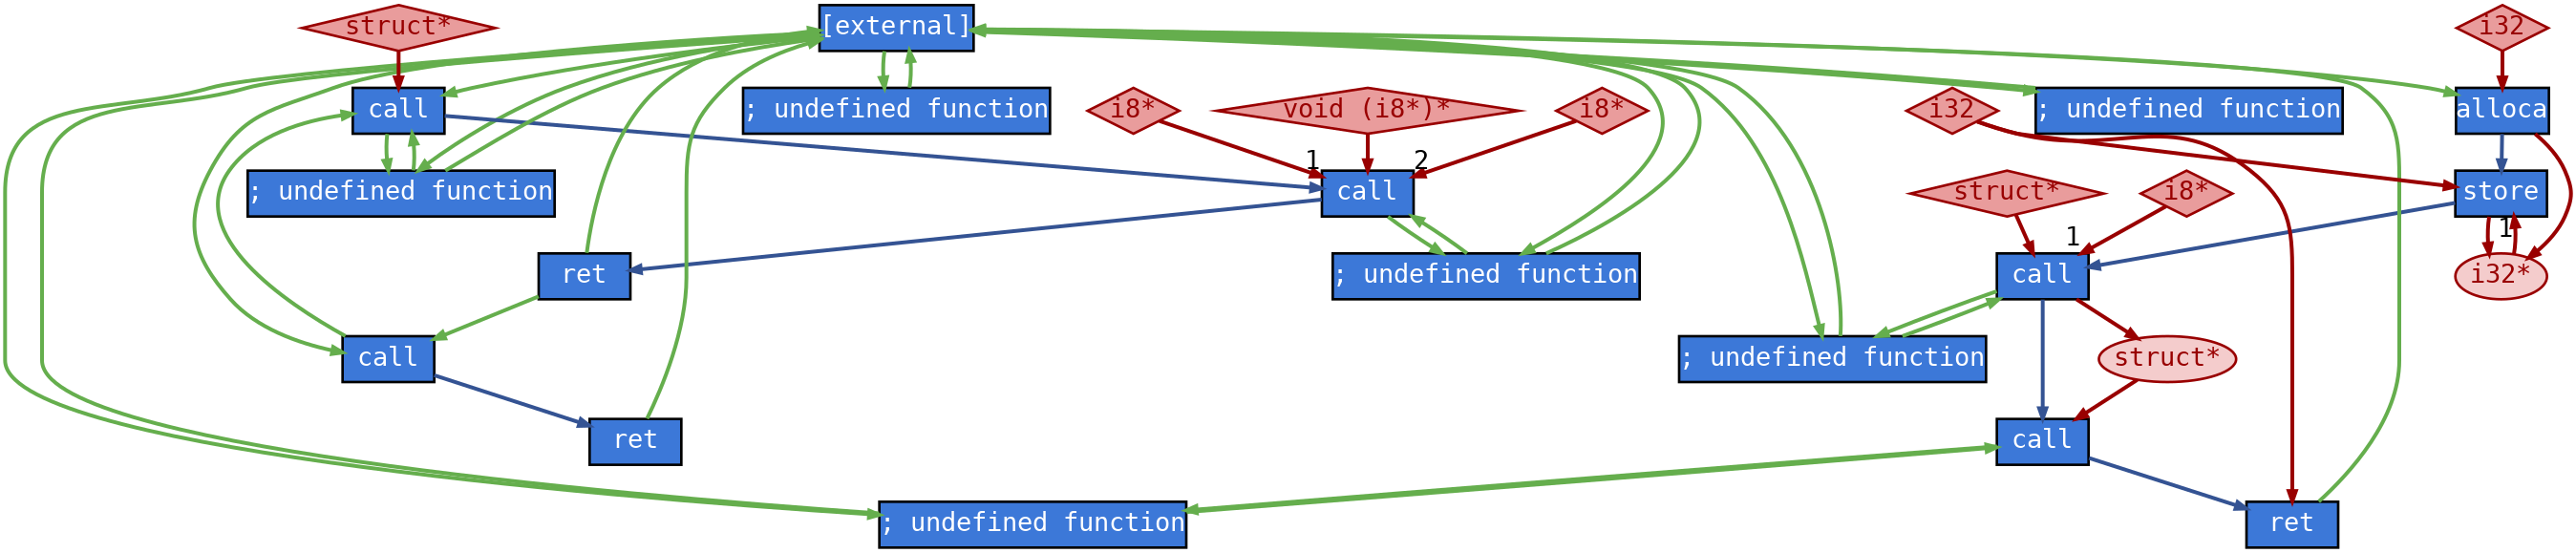 struct*
[external]
i32
call
; undefined function
i8*
void (i8*)*
i8*
i32
; undefined function
alloca
1
2
; undefined function
call
struct*
i8*
store
1
1
ret
; undefined function
call
i32*
call
; undefined function
struct*
ret
call
; undefined function
ret